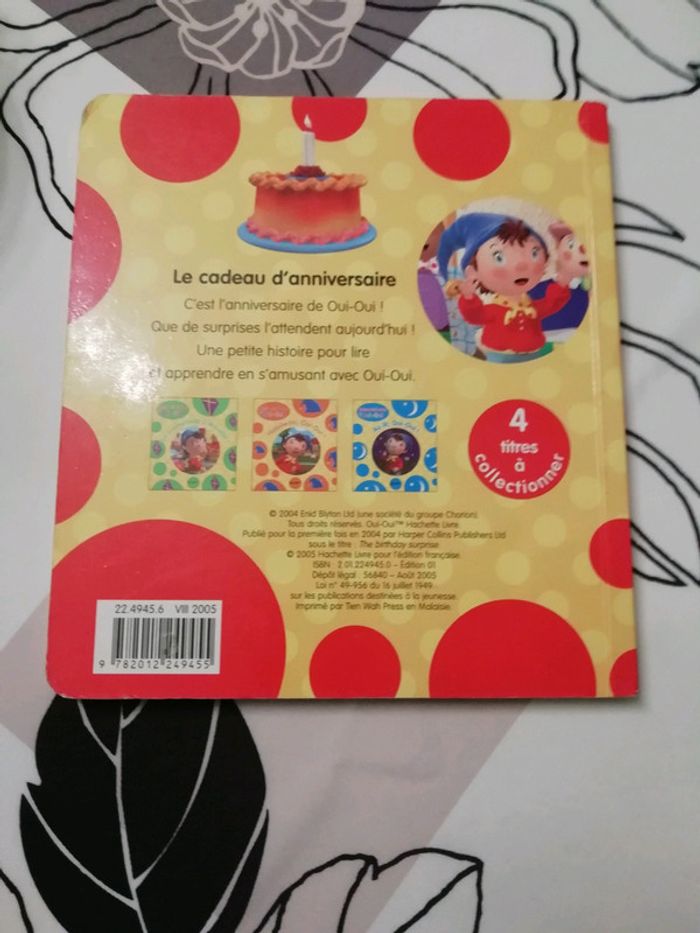 Le cadeau d'anniversaire
C'est l'anniversaire de Oui-Oui !
Que de surprises l'attendent aujourd'hui !
Une petite histoire pour lire
et apprendre en s'amusant avec Oui-Oui.
4
titres
à
collectionner
© 2004 Enid Blyton Ltd (une société du groupe Chorion).
Tous droits réservés. Oui-Oui™ Hachette Livre.
Publié pour la première fois en 2004 par Harper Collins Publishers Ltd
sous le titre : The birthday surprise.
© 2005 Hachette Livre pour l'édition française.
ISBN : 2.01.224945.0 – Édition 01
Dépôt légal : 56840 – Août 2005
Loi n° 49-956 du 16 juillet 1949
sur les publications destinées à la jeunesse.
Imprimé par Tien Wah Press en Malaisie.
22.4945.6 VIII 2005
9 782012 249455